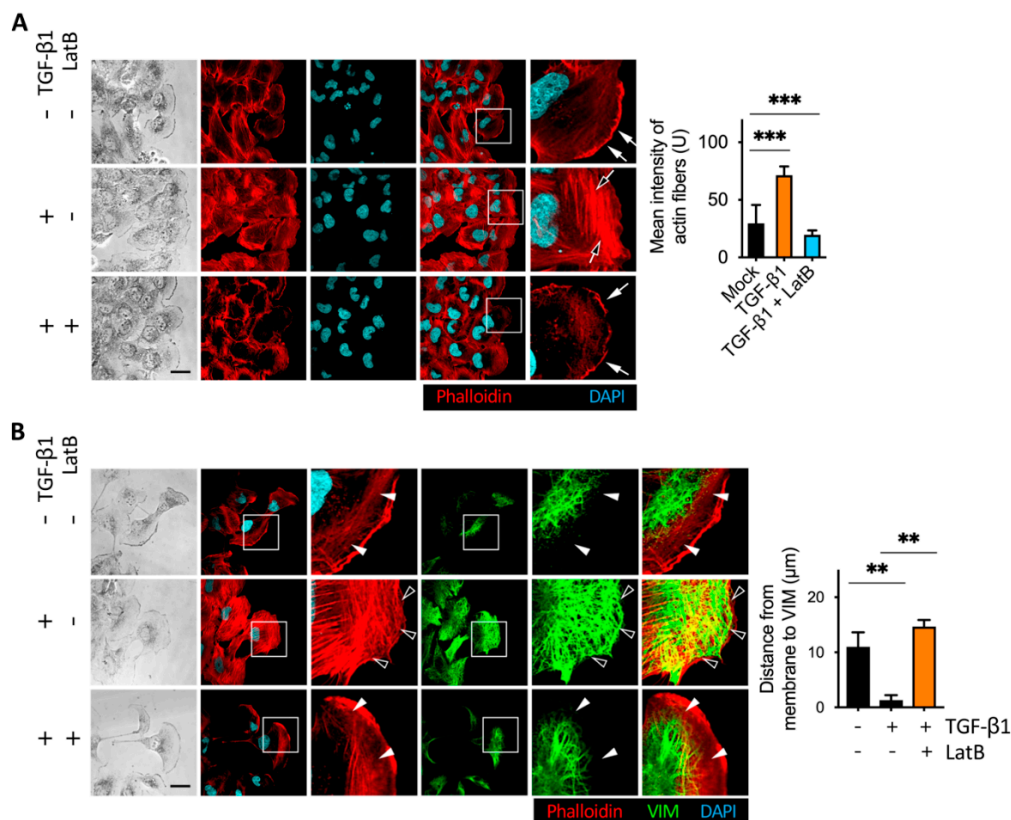 A
TGF-β1
LatB
- -
+ -
+ +
Phalloidin DAPI
Mean intensity of
actin fibers (U)
***
***
100
50
0
Mock
TGF-β1
TGF-β1 + LatB
B
TGF-β1
LatB
- -
+ -
+ +
Phalloidin VIM DAPI
Distance from
membrane to VIM (μm)
**
**
20
10
0
- + + TGF-β1
- - + LatB